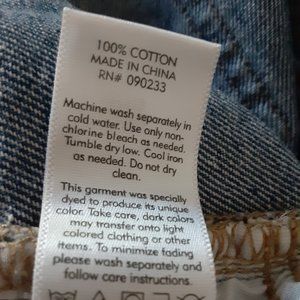 100% COTTON
MADE IN CHINA
RN# 090233
Machine wash separately in
cold water. Use only non-
chlorine bleach as needed.
Tumble dry low. Cool iron
as needed. Do not dry
clean.
This garment was specially
dyed to produce its unique
color. Take care, dark colors
may transfer onto light
colored clothing or other
items. To minimize fading
please wash separately and
follow care instructions.